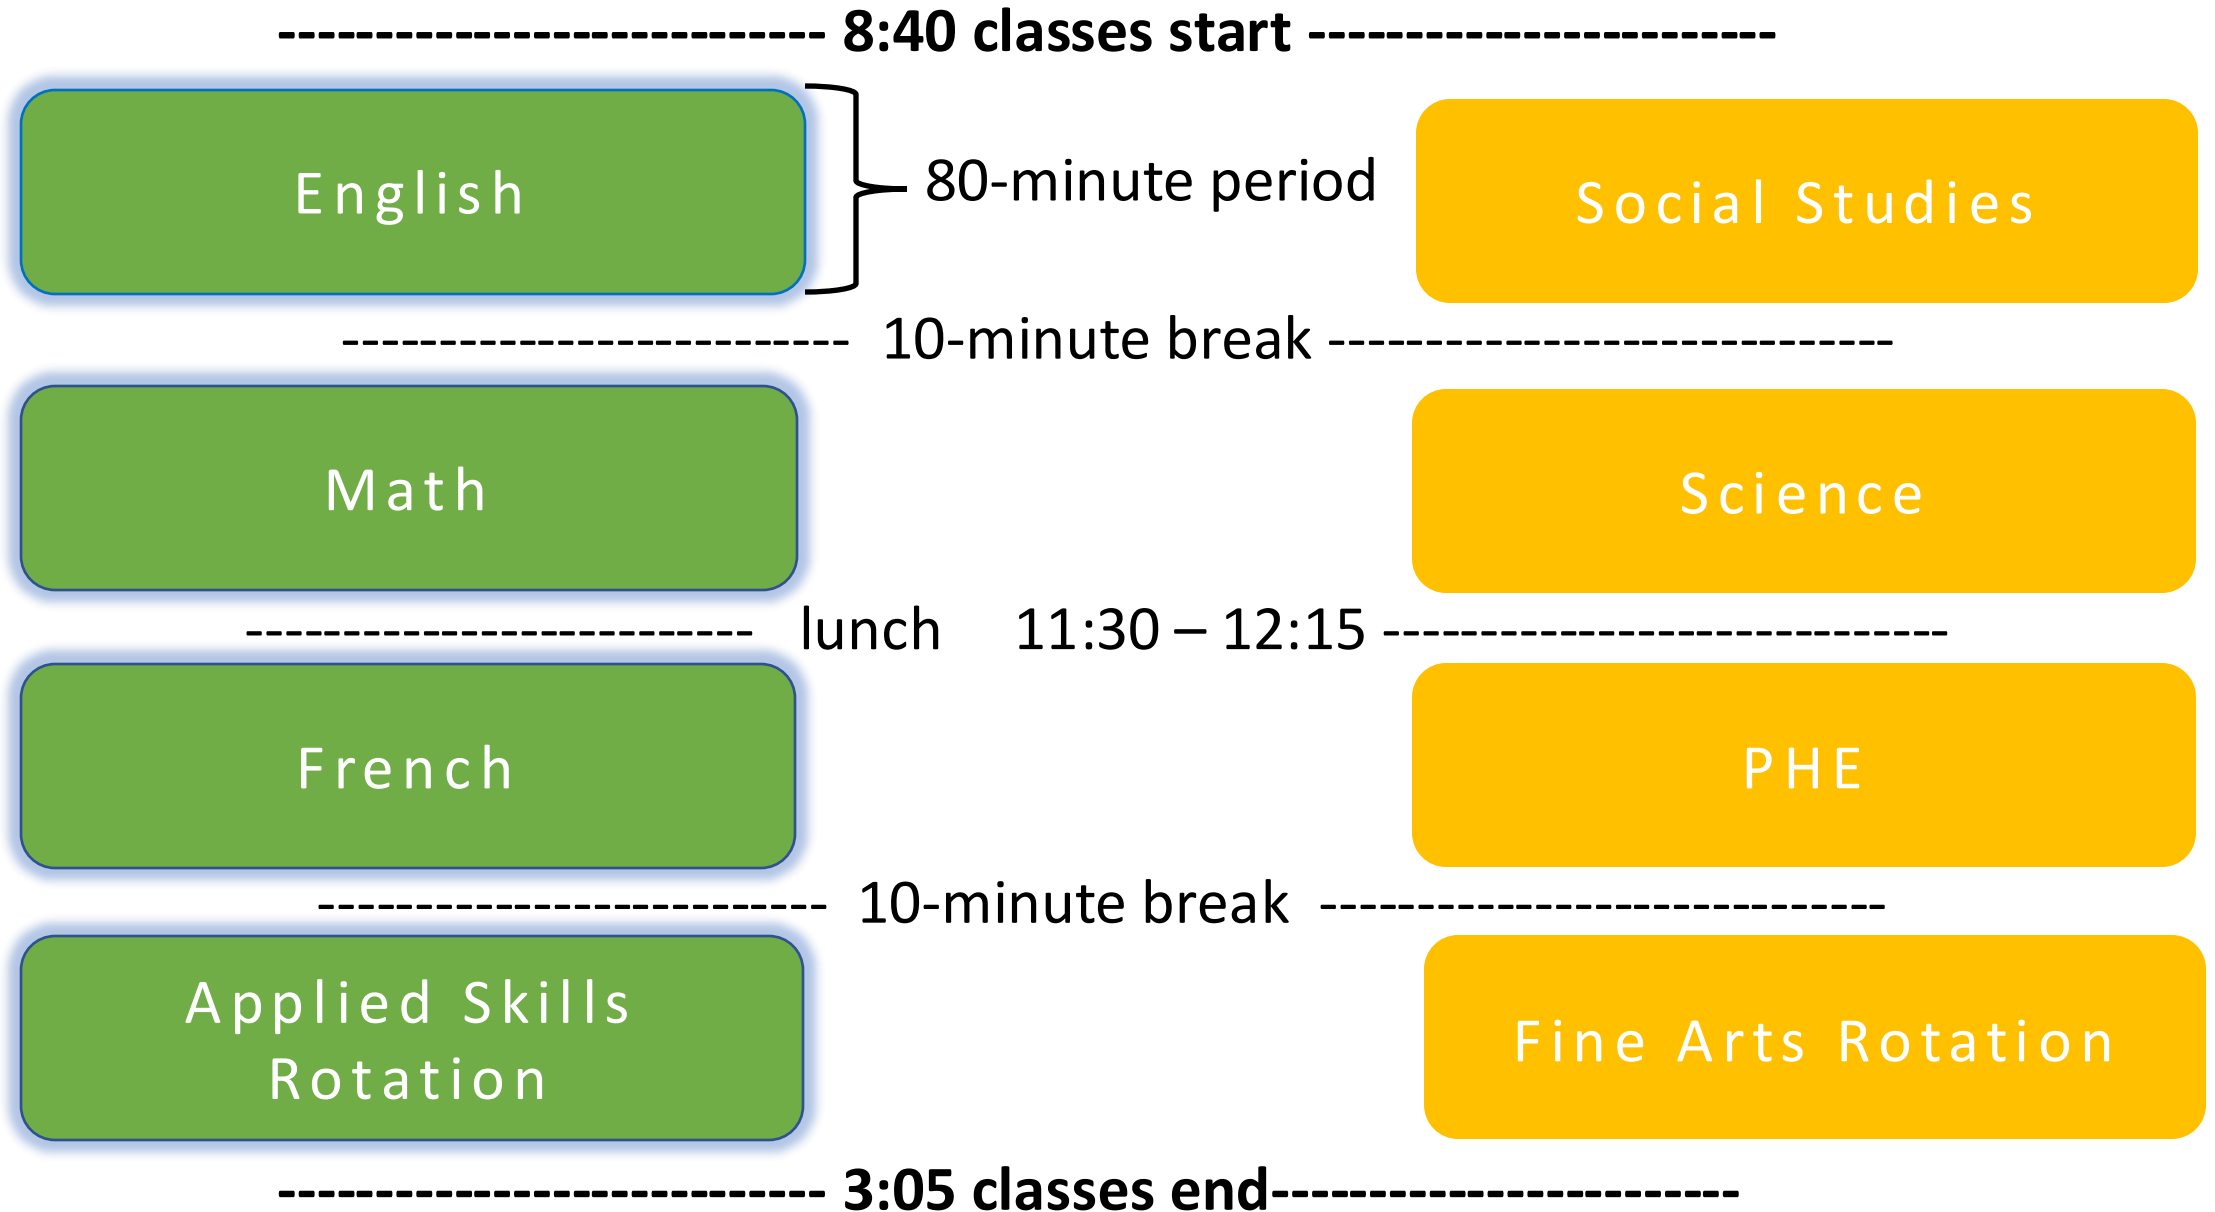 --------------------------- 8:40 classes start -----------------------
English
80-minute period
Social Studies
------------------------- 10-minute break ----------------------------
Math
Science
------------------------- lunch 11:30 – 12:15 ----------------------------
French
PHE
------------------------- 10-minute break ----------------------------
Applied Skills
Rotation
Fine Arts Rotation
--------------------------- 3:05 classes end-----------------------